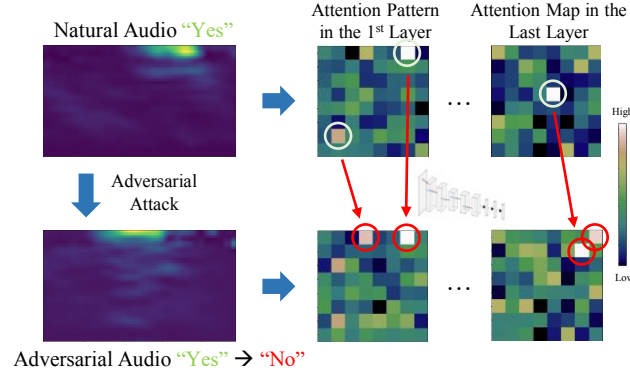 Natural Audio “Yes”
Attention Pattern
in the 1st Layer
Attention Map in the
Last Layer
...
High
Adversarial
Attack
...
Low
Adversarial Audio “Yes” → “No”